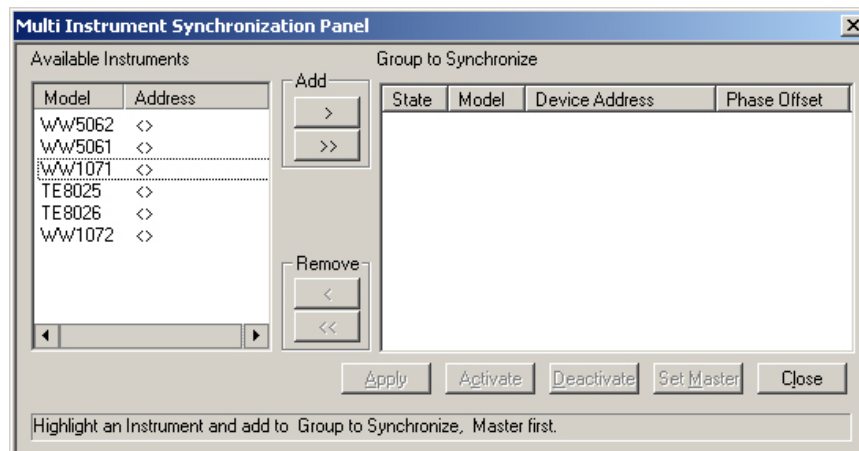 Multi Instrument Synchronization Panel
Available Instruments
Model Address
WW5062 <>
WW5061 <>
WW1071 <>
TE8025 <>
TE8026 <>
WW1072 <>
Add
>
>>
Remove
<
<<
Group to Synchronize
State Model Device Address Phase Offset
Apply Activate Deactivate Set Master Close
Highlight an Instrument and add to Group to Synchronize, Master first.